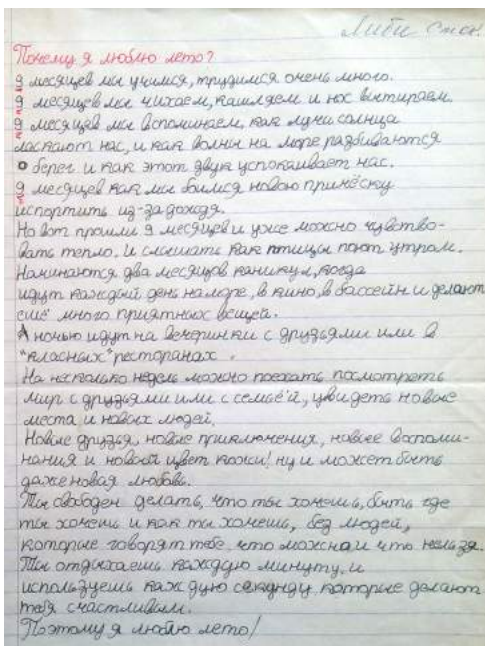 Либи Сток.
Почему я люблю лето?
9 месяцев мы учимся, трудимся очень много.
9 месяцев мы чихаем, кашляем и нос вытираем.
9 месяцев мы вспоминаем, как лучи солнца
ласкают нас, и как волны на море разбиваются
о берег и как этот звук успокаивает нас.
9 месяцев как мы боимся новую причёску
испортить из-за дождя.
Но вот прошли 9 месяцев и уже можно чувство-
вать тепло. И слышать как птицы поют утром.
Начинаются два месяцов каникул, когда
идут каждый день на море, в кино, в бассейн и делают
ещё много приятных вещей.
А ночью идут на вечеринки с друзьями или в
"класных" ресторанах.
На несколько недель можно поехать посмотреть
мир с друзьями или с семьёй, увидеть новые
места и новых людей.
Новые друзья, новые приключения, новые воспоми-
нания и новый цвет кожи! ну и может быть
даже новая любовь.
Ты свободен делать, что ты хочешь, быть где
ты хочешь и как ты хочешь, без людей,
которые говорят тебе, что можно и что нельзя.
Ты отдыхаешь каждую минуту, и
используешь каждую секунду, которые делают
тебя счастливым.
Поэтому я люблю лето!